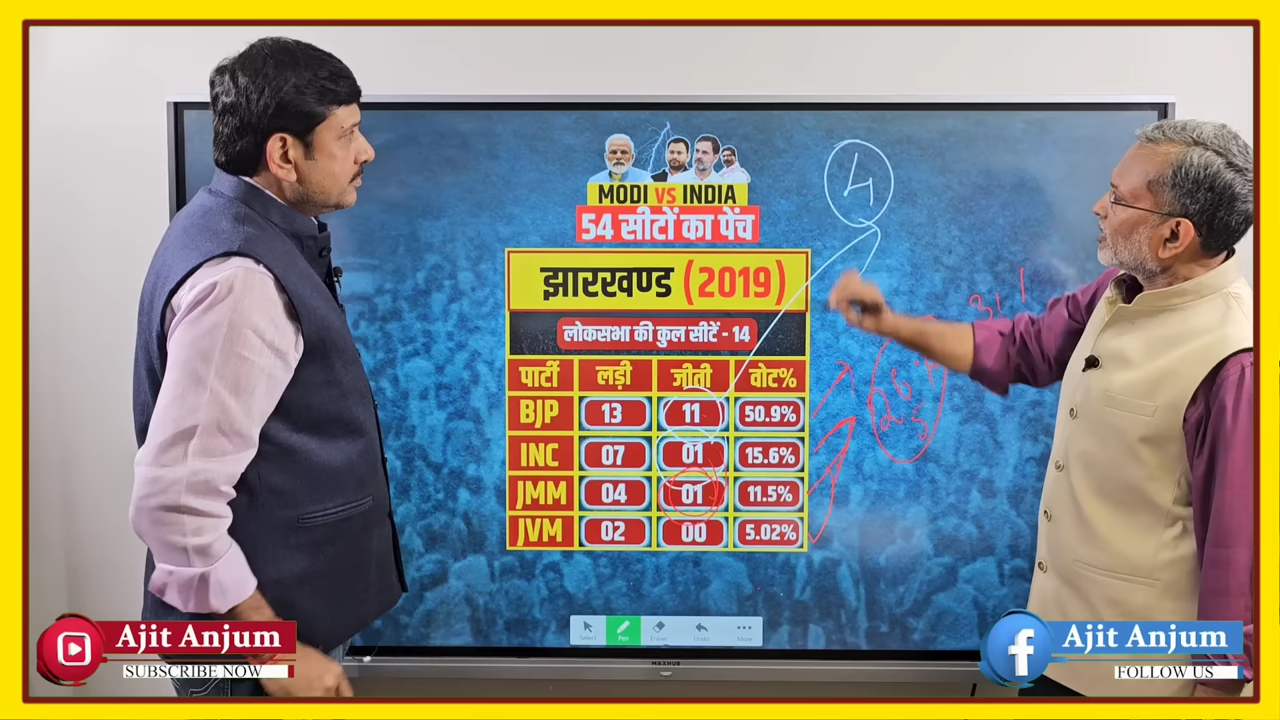 MODI VS INDIA
54 सीटों का पेंच
झारखण्ड (2019)
लोकसभा की कुल सीटें - 14
पार्टी लड़ी जीती वोट%
BJP 13 11 50.9%
INC 07 01 15.6%
JMM 04 01 11.5%
JVM 02 00 5.02%
4
Select Pen Eraser Undo More
MAXHUB
Ajit Anjum
SUBSCRIBE NOW
Ajit Anjum
FOLLOW US